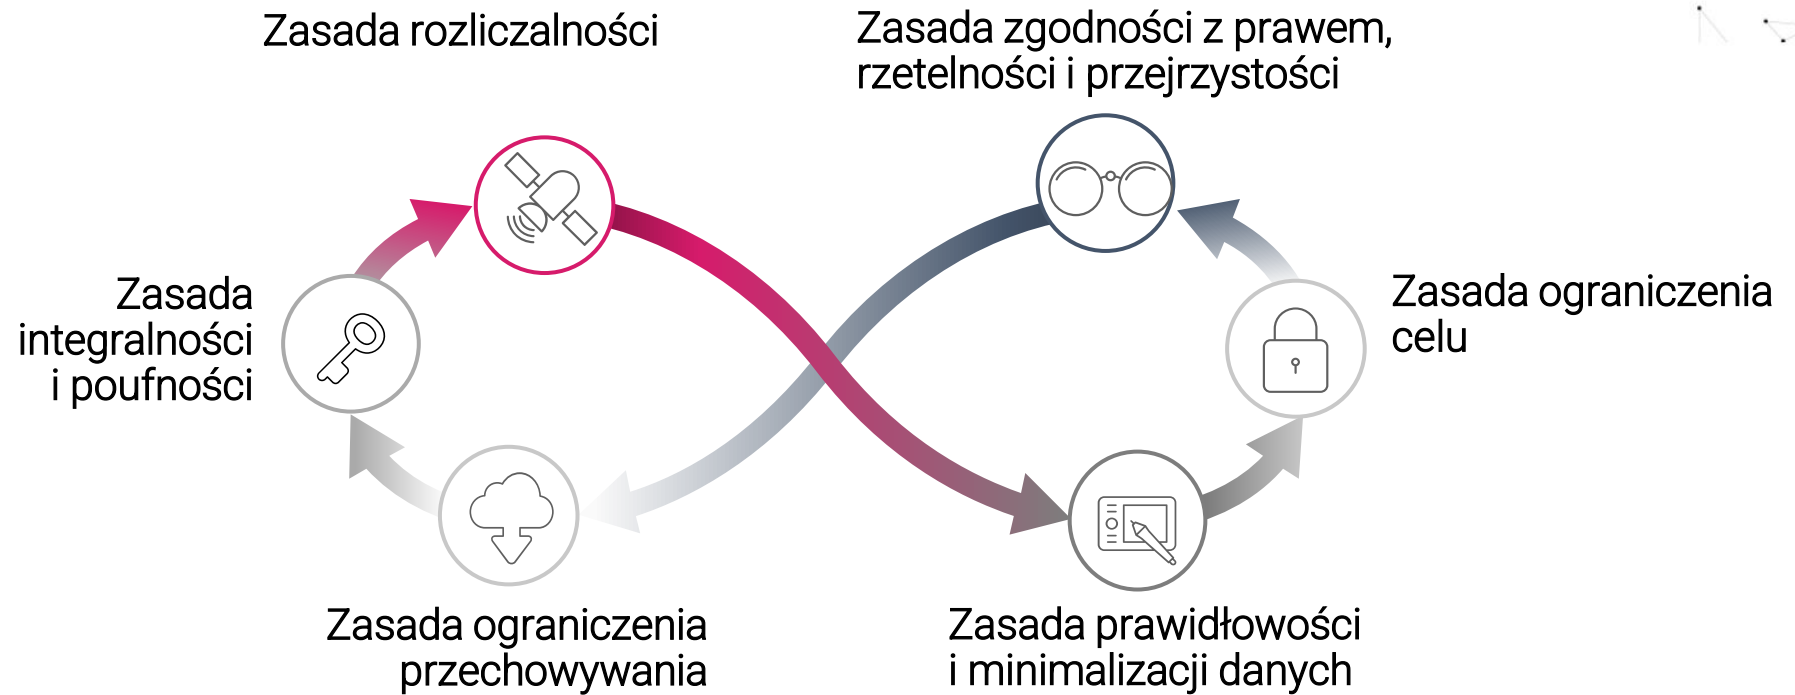 Zasada rozliczalności
Zasada zgodności z prawem,
rzetelności i przejrzystości
Zasada
integralności
i poufności
Zasada ograniczenia
celu
Zasada ograniczenia
przechowywania
Zasada prawidłowości
i minimalizacji danych